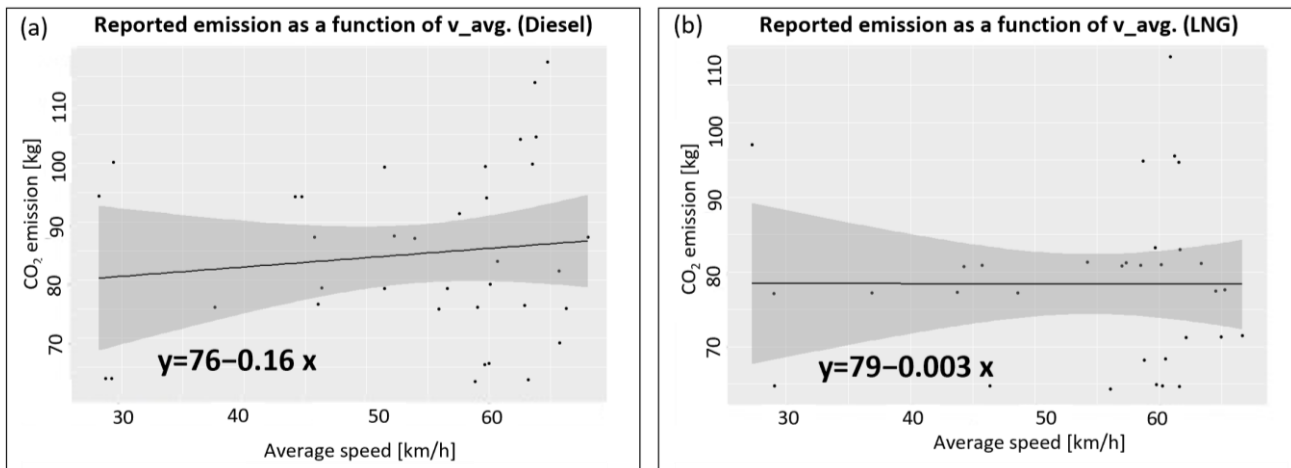 (a) Reported emission as a function of v_avg. (Diesel)
CO₂ emission [kg]
110
100
90
80
70
y=76−0.16 x
30 40 50 60
Average speed [km/h]
(b) Reported emission as a function of v_avg. (LNG)
CO₂ emission [kg]
110
100
90
80
70
y=79−0.003 x
30 40 50 60
Average speed [km/h]